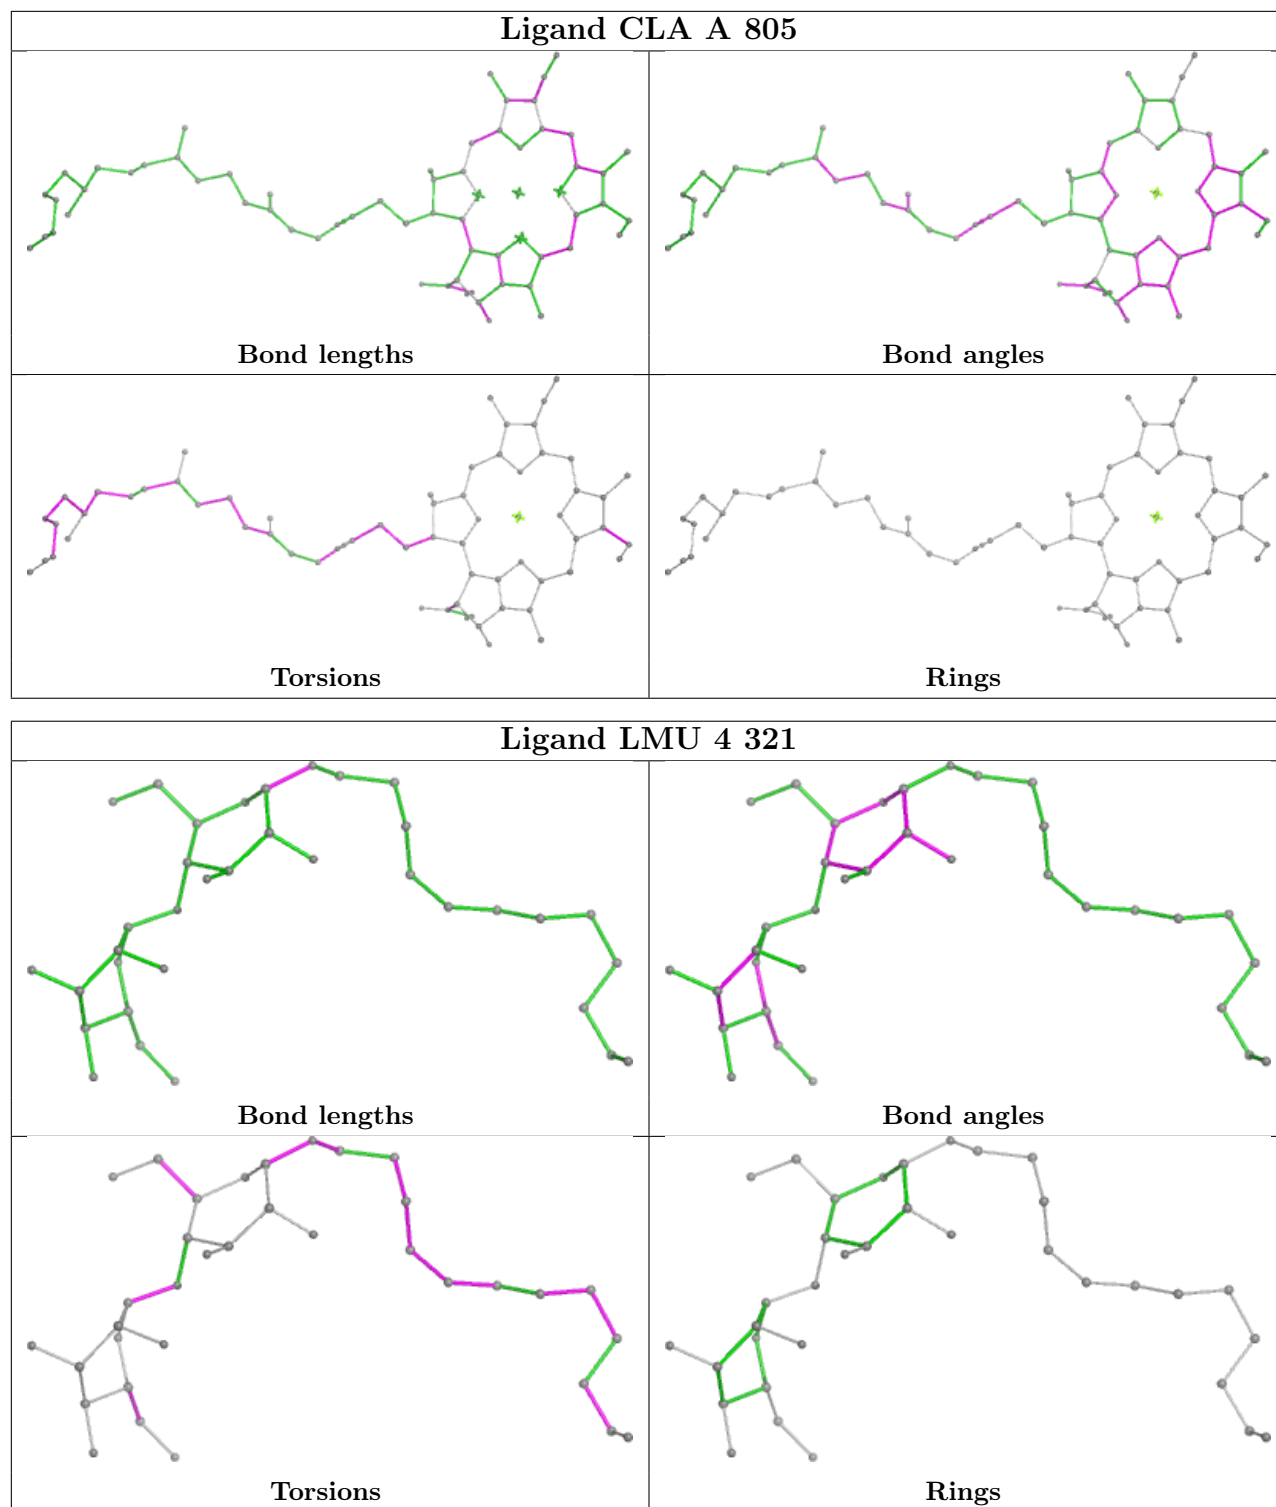 Ligand CLA A 805
Bond lengths
Bond angles
Torsions
Rings
Ligand LMU 4 321
Bond lengths
Bond angles
Torsions
Rings